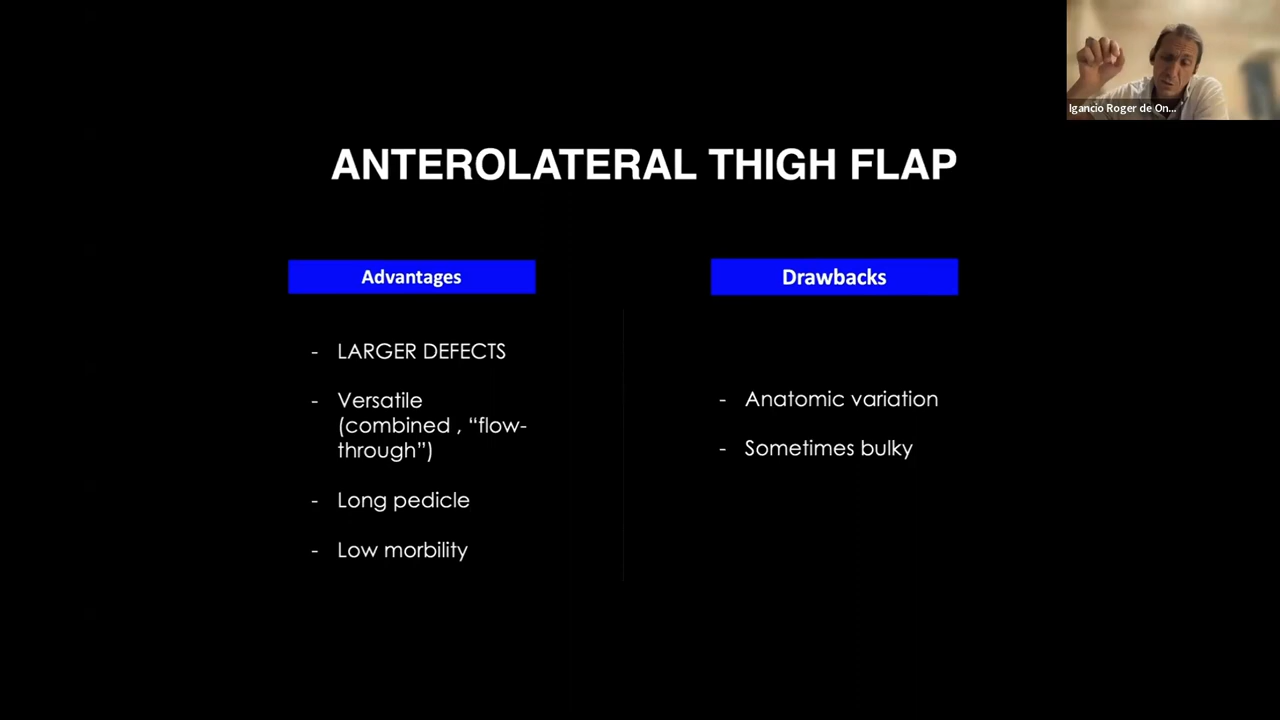 Igancio Roger de On...
ANTEROLATERAL THIGH FLAP
Advantages
- LARGER DEFECTS
- Versatile
(combined , “flow-
through”)
- Long pedicle
- Low morbility
Drawbacks
- Anatomic variation
- Sometimes bulky